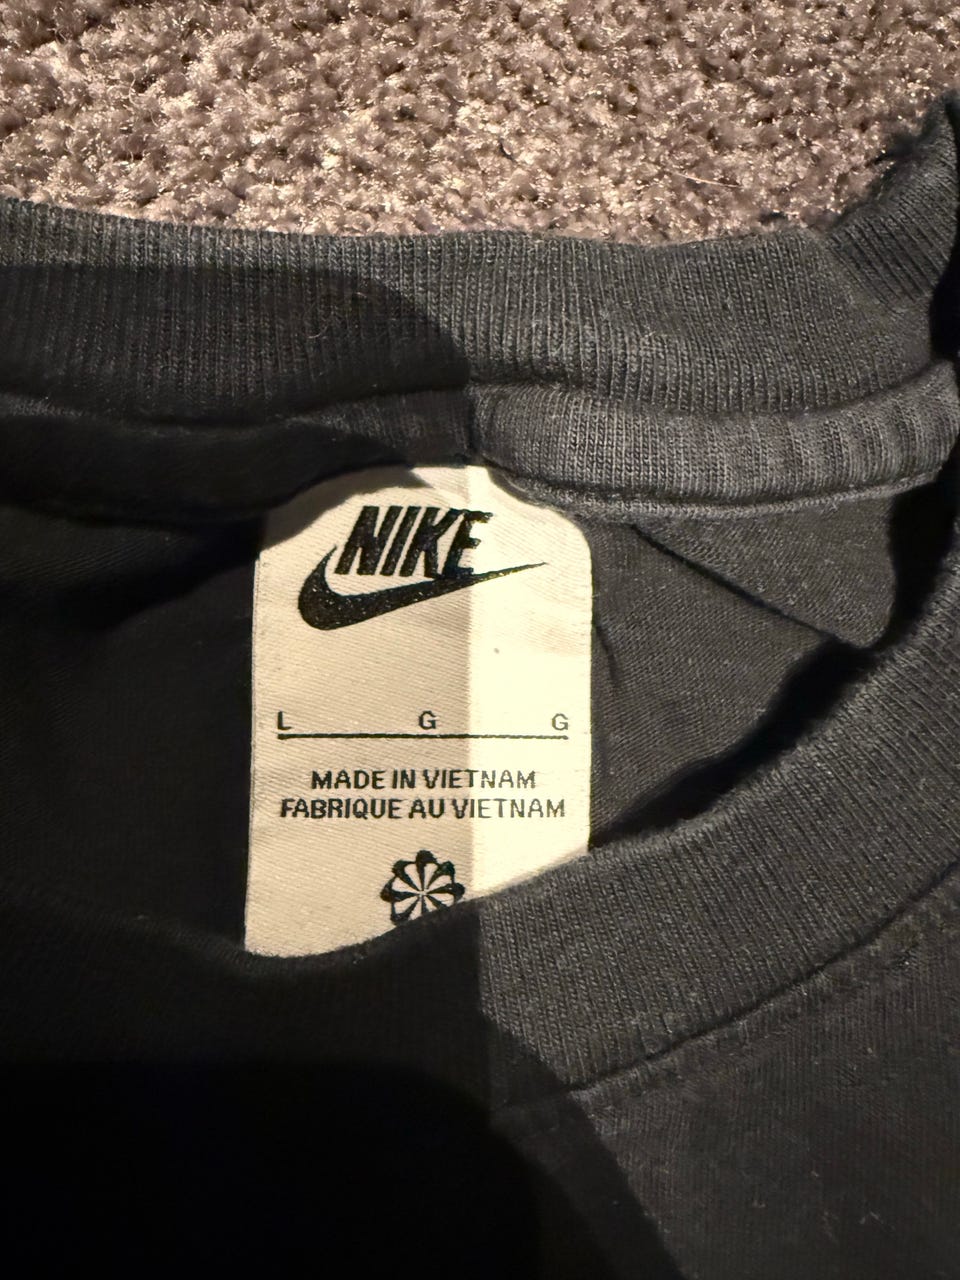 NIKE
L G G
MADE IN VIETNAM
FABRIQUE AU VIETNAM